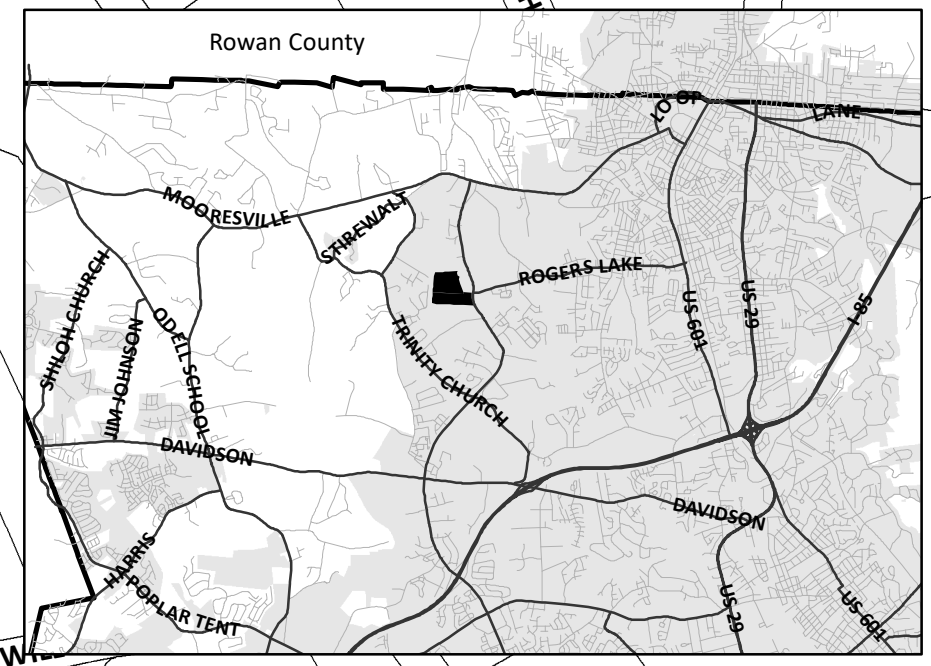 Rowan County
LOOP
LANE
MOORESVILLE
STIREWALT
ROGERS LAKE
SHILOH CHURCH
JIM JOHNSON
ODELL SCHOOL
TRINITY CHURCH
US 601
US 29
I-85
DAVIDSON
DAVIDSON
HARRIS
POPLAR TENT
US 29
US 601